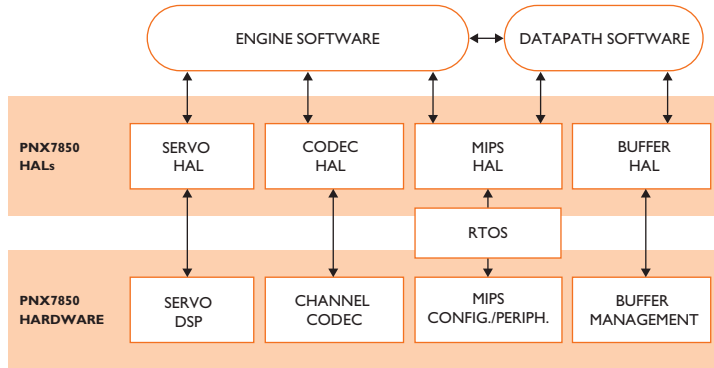 ENGINE SOFTWARE
DATAPATH SOFTWARE
PNX7850
HALs
SERVO
HAL
CODEC
HAL
MIPS
HAL
BUFFER
HAL
RTOS
PNX7850
HARDWARE
SERVO
DSP
CHANNEL
CODEC
MIPS
CONFIG./PERIPH.
BUFFER
MANAGEMENT